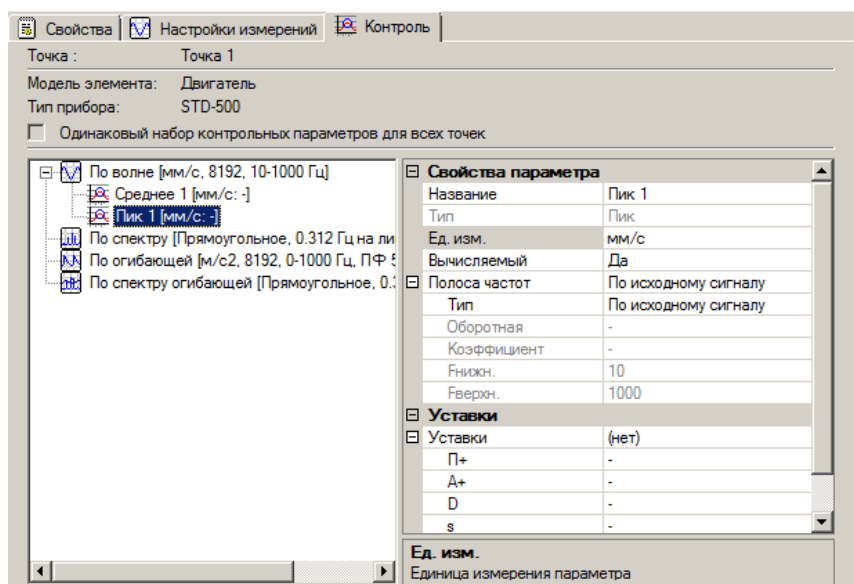 Свойства Настройки измерений Контроль
Точка : Точка 1
Модель элемента: Двигатель
Тип прибора: STD-500
Одинаковый набор контрольных параметров для всех точек
По волне [мм/с, 8192, 10-1000 Гц]
Среднее 1 [мм/с: -]
Пик 1 [мм/с: -]
По спектру [Прямоугольное, 0.312 Гц на ли
По огибающей [м/с2, 8192, 0-1000 Гц, ПФ 5
По спектру огибающей [Прямоугольное, 0.3
Свойства параметра
Название Пик 1
Тип Пик
Ед. изм. мм/с
Вычисляемый Да
Полоса частот По исходному сигналу
Тип По исходному сигналу
Оборотная -
Коэффициент -
Fнижн. 10
Fверхн. 1000
Уставки
Уставки (нет)
П+ -
А+ -
D -
s -
Ед. изм.
Единица измерения параметра